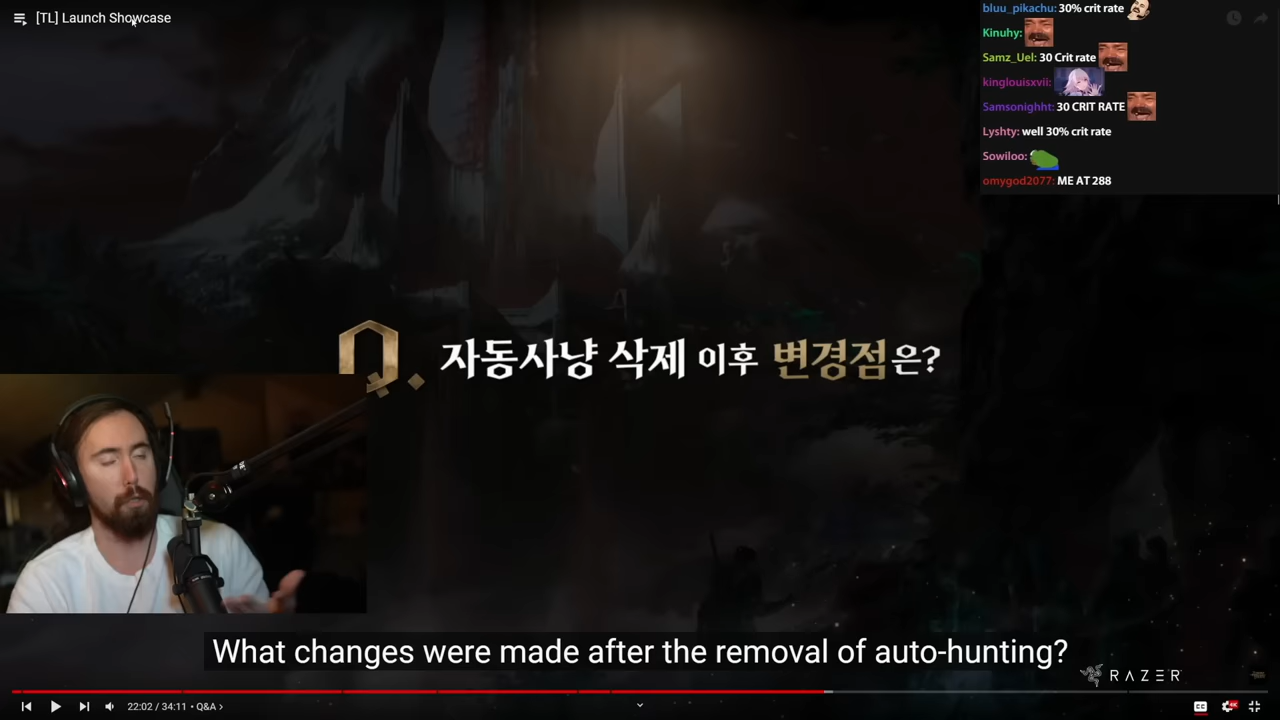 [TL] Launch Showcase
bluu_pikachu: 30% crit rate
Kinuhy:
Samz_Uel: 30 Crit rate
kinglouisxvii:
Samsonighht: 30 CRIT RATE
Lyshty: well 30% crit rate
Sowiloo:
omygod2077: ME AT 288
Q. 자동사냥 삭제 이후 변경점은?
What changes were made after the removal of auto-hunting?
RAZER
22:02 / 34:11 • Q&A ›
CC
4K